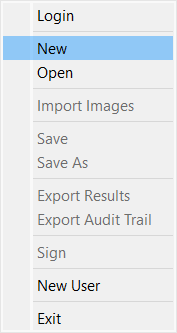 Login
New
Open
Import Images
Save
Save As
Export Results
Export Audit Trail
Sign
New User
Exit